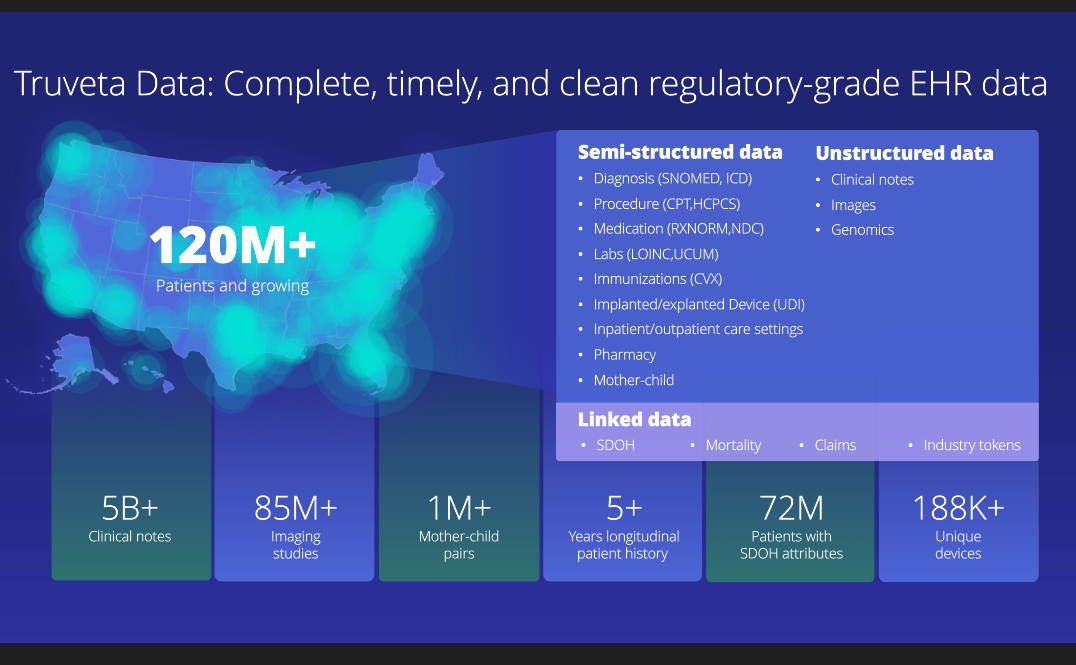 Truveta Data: Complete, timely, and clean regulatory-grade EHR data
120M+
Patients and growing
Semi-structured data
• Diagnosis (SNOMED, ICD)
• Procedure (CPT,HCPCS)
• Medication (RXNORM,NDC)
• Labs (LOINC,UCUM)
• Immunizations (CVX)
• Implanted/explanted Device (UDI)
• Inpatient/outpatient care settings
• Pharmacy
• Mother-child
Unstructured data
• Clinical notes
• Images
• Genomics
Linked data
• SDOH • Mortality • Claims • Industry tokens
5B+
Clinical notes
85M+
Imaging
studies
1M+
Mother-child
pairs
5+
Years longitudinal
patient history
72M
Patients with
SDOH attributes
188K+
Unique
devices